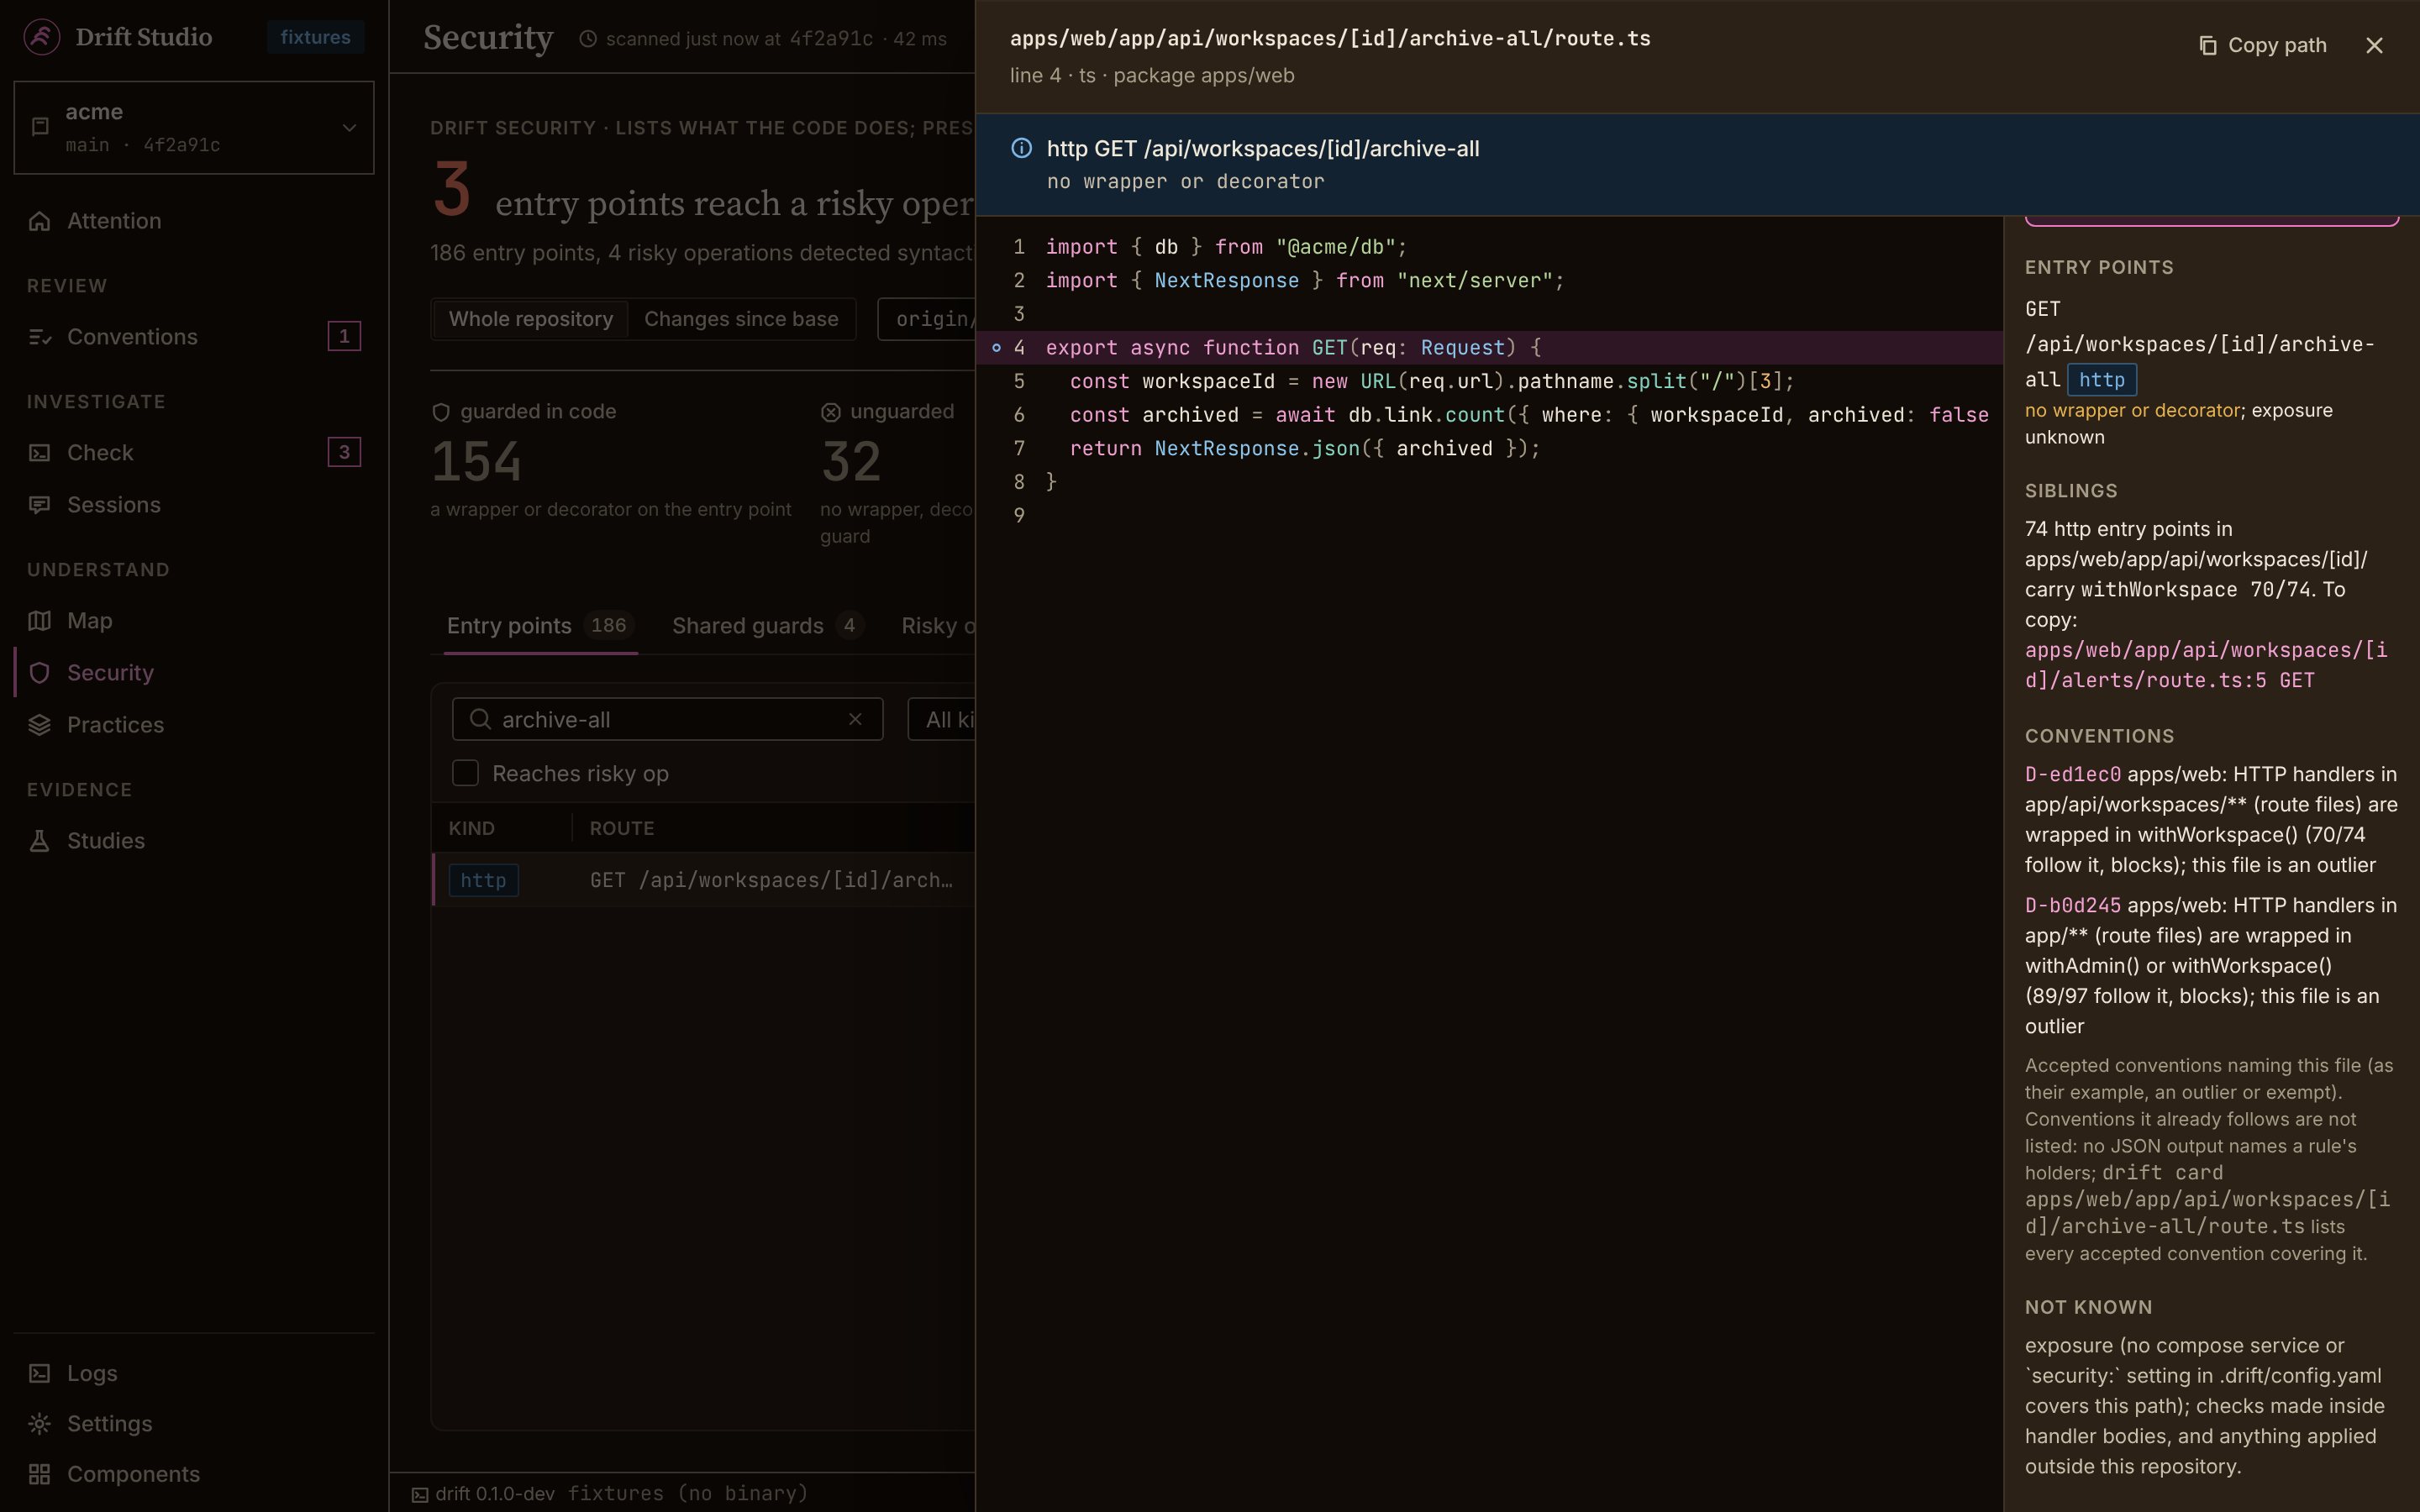 Drift Studio
fixtures
acme
main · 4f2a91c
Attention
REVIEW
Conventions
1
INVESTIGATE
Check
3
Sessions
UNDERSTAND
Map
Security
Practices
EVIDENCE
Studies
Logs
Settings
Components
Security
scanned just now at 4f2a91c · 42 ms
DRIFT SECURITY · LISTS WHAT THE CODE DOES; PRES
3 entry points reach a risky oper
186 entry points, 4 risky operations detected syntact
Whole repository
Changes since base
origin/
guarded in code
154
a wrapper or decorator on the entry point
unguarded
32
no wrapper, deco
guard
Entry points 186
Shared guards 4
Risky o
archive-all
All ki
Reaches risky op
KIND
ROUTE
http
GET /api/workspaces/[id]/arch…
drift 0.1.0-dev fixtures (no binary)
apps/web/app/api/workspaces/[id]/archive-all/route.ts
line 4 · ts · package apps/web
Copy path
http GET /api/workspaces/[id]/archive-all
no wrapper or decorator
1 import { db } from "@acme/db";
2 import { NextResponse } from "next/server";
3
4 export async function GET(req: Request) {
5 const workspaceId = new URL(req.url).pathname.split("/")[3];
6 const archived = await db.link.count({ where: { workspaceId, archived: false
7 return NextResponse.json({ archived });
8 }
9
ENTRY POINTS
GET
/api/workspaces/[id]/archive-
all http
no wrapper or decorator; exposure
unknown
SIBLINGS
74 http entry points in
apps/web/app/api/workspaces/[id]/
carry withWorkspace 70/74. To
copy:
apps/web/app/api/workspaces/[i
d]/alerts/route.ts:5 GET
CONVENTIONS
D-ed1ec0 apps/web: HTTP handlers in
app/api/workspaces/** (route files) are
wrapped in withWorkspace() (70/74
follow it, blocks); this file is an outlier
D-b0d245 apps/web: HTTP handlers in
app/** (route files) are wrapped in
withAdmin() or withWorkspace()
(89/97 follow it, blocks); this file is an
outlier
Accepted conventions naming this file (as
their example, an outlier or exempt).
Conventions it already follows are not
listed: no JSON output names a rule's
holders; drift card
apps/web/app/api/workspaces/[i
d]/archive-all/route.ts lists
every accepted convention covering it.
NOT KNOWN
exposure (no compose service or
`security:` setting in .drift/config.yaml
covers this path); checks made inside
handler bodies, and anything applied
outside this repository.